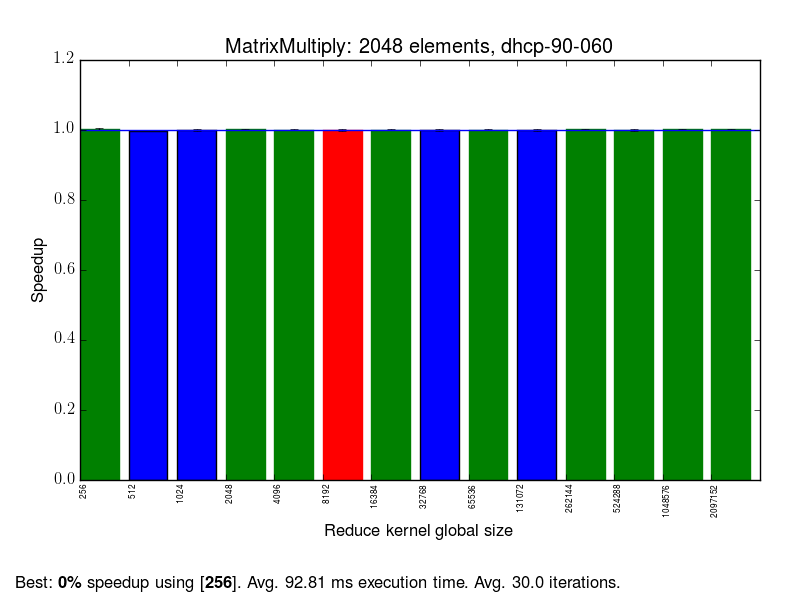 MatrixMultiply: 2048 elements, dhcp-90-060
1.2
1.0
0.8
0.6
0.4
0.2
0.0
Speedup
256 512 1024 2048 4096 8192 16384 32768 65536 131072 262144 524288 1048576 2097152
Reduce kernel global size
Best: 0% speedup using [256]. Avg. 92.81 ms execution time. Avg. 30.0 iterations.